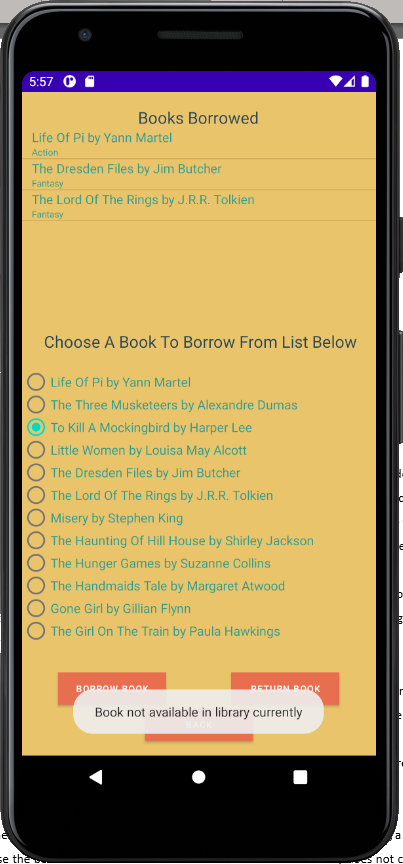 5:57
Books Borrowed
Life Of Pi by Yann Martel
Action
The Dresden Files by Jim Butcher
Fantasy
The Lord Of The Rings by J.R.R. Tolkien
Fantasy
Choose A Book To Borrow From List Below
Life Of Pi by Yann Martel
The Three Musketeers by Alexandre Dumas
To Kill A Mockingbird by Harper Lee
Little Women by Louisa May Alcott
The Dresden Files by Jim Butcher
The Lord Of The Rings by J.R.R. Tolkien
Misery by Stephen King
The Haunting Of Hill House by Shirley Jackson
The Hunger Games by Suzanne Collins
The Handmaids Tale by Margaret Atwood
Gone Girl by Gillian Flynn
The Girl On The Train by Paula Hawkings
BORROW BOOK RETURN BOOK
Book not available in library currently
BACK